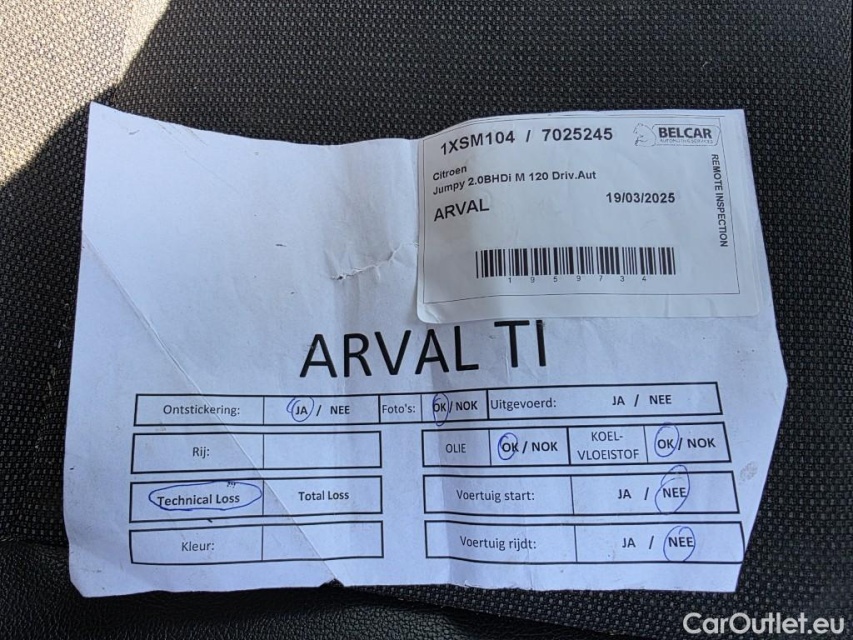 1XSM104 / 7025245
BELCAR
Citroen
Jumpy 2.0BHDi M 120 Driv.Aut
ARVAL
19/03/2025
REMOTE INSPECTION
1959734
ARVAL TI
Ontstickering: JA / NEE Foto's: OK / NOK Uitgevoerd: JA / NEE
Rij: OLIE OK / NOK KOEL-
VLOEISTOF OK / NOK
Technical Loss Total Loss Voertuig start: JA / NEE
Kleur: Voertuig rijdt: JA / NEE
CarOutlet.eu